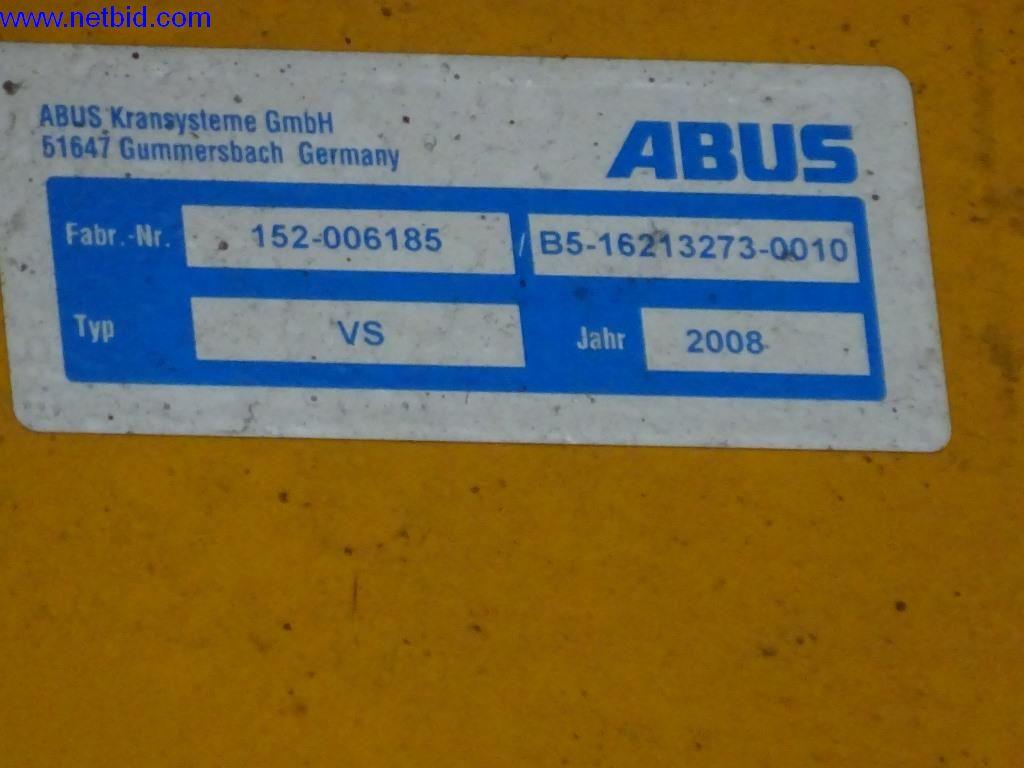 www.netbid.com
ABUS Kransysteme GmbH
51647 Gummersbach Germany
ABUS
Fabr.-Nr. 152-006185 / B5-16213273-0010
Typ VS Jahr 2008